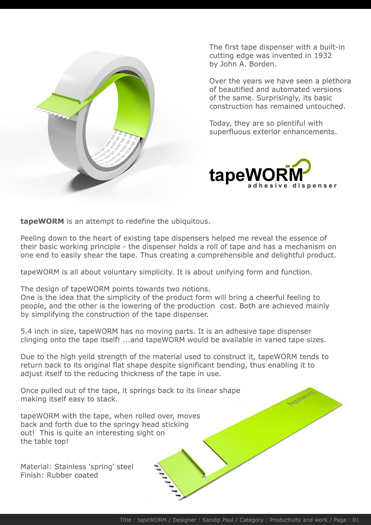 The first tape dispenser with a built-in
cutting edge was invented in 1932
by John A. Borden.
Over the years we have seen a plethora
of beautified and automated versions
of the same. Surprisingly, its basic
construction has remained untouched.
Today, they are so plentiful with
superfluous exterior enhancements.
tapeWORM
adhesive dispenser
tapeWORM is an attempt to redefine the ubiquitous.
Peeling down to the heart of existing tape dispensers helped me reveal the essence of
their basic working principle - the dispenser holds a roll of tape and has a mechanism on
one end to easily shear the tape. Thus creating a comprehensible and delightful product.
tapeWORM is all about voluntary simplicity. It is about unifying form and function.
The design of tapeWORM points towards two notions.
One is the idea that the simplicity of the product form will bring a cheerful feeling to
people, and the other is the lowering of the production cost. Both are achieved mainly
by simplifying the construction of the tape dispenser.
5.4 inch in size, tapeWORM has no moving parts. It is an adhesive tape dispenser
clinging onto the tape itself! ...and tapeWORM would be available in varied tape sizes.
Due to the high yeild strength of the material used to construct it, tapeWORM tends to
return back to its original flat shape despite significant bending, thus enabling it to
adjust itself to the reducing thickness of the tape in use.
Once pulled out of the tape, it springs back to its linear shape
making itself easy to stack.
tapeWORM
tapeWORM with the tape, when rolled over, moves
back and forth due to the springy head sticking
out! This is quite an interesting sight on
the table top!
Material: Stainless 'spring' steel
Finish: Rubber coated
Title : tapeWORM / Designer : Sandip Paul / Category : Productivity and work / Page : 01